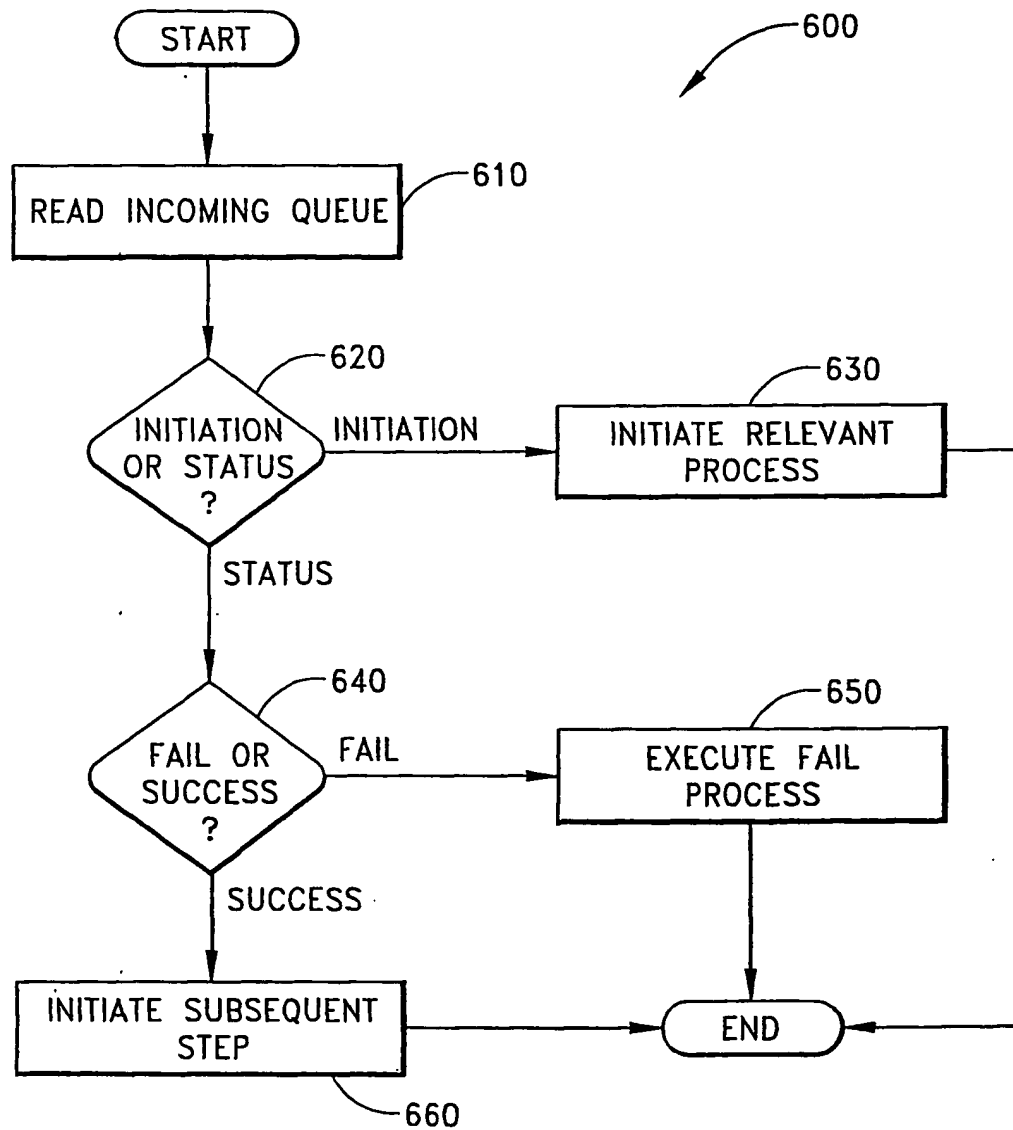 START
600
610
READ INCOMING QUEUE
620
INITIATION
OR STATUS
?
INITIATION
630
INITIATE RELEVANT
PROCESS
STATUS
640
FAIL OR
SUCCESS
?
FAIL
650
EXECUTE FAIL
PROCESS
SUCCESS
INITIATE SUBSEQUENT
STEP
660
END